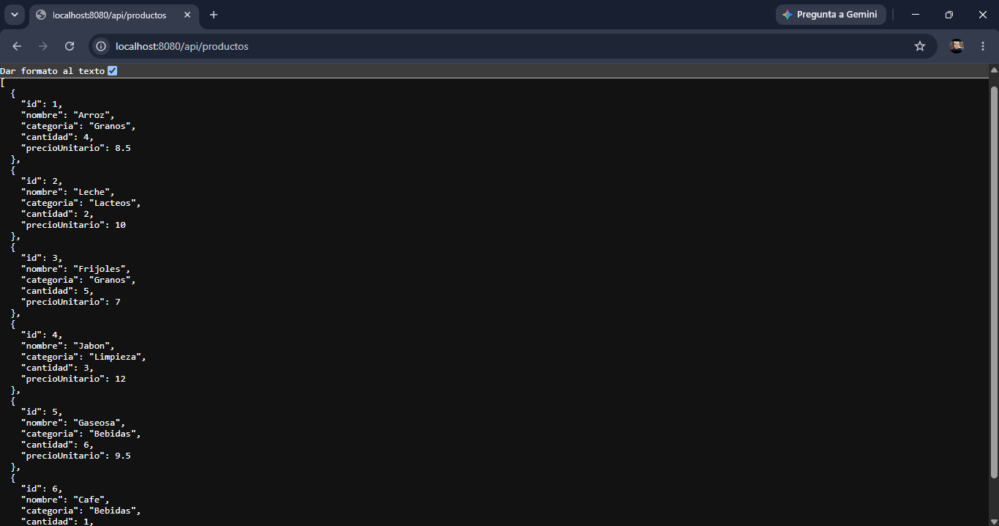 localhost:8080/api/productos
Pregunta a Gemini
localhost:8080/api/productos
Dar formato al texto
[
  {
    "id": 1,
    "nombre": "Arroz",
    "categoria": "Granos",
    "cantidad": 4,
    "precioUnitario": 8.5
  },
  {
    "id": 2,
    "nombre": "Leche",
    "categoria": "Lacteos",
    "cantidad": 2,
    "precioUnitario": 10
  },
  {
    "id": 3,
    "nombre": "Frijoles",
    "categoria": "Granos",
    "cantidad": 5,
    "precioUnitario": 7
  },
  {
    "id": 4,
    "nombre": "Jabon",
    "categoria": "Limpieza",
    "cantidad": 3,
    "precioUnitario": 12
  },
  {
    "id": 5,
    "nombre": "Gaseosa",
    "categoria": "Bebidas",
    "cantidad": 6,
    "precioUnitario": 9.5
  },
  {
    "id": 6,
    "nombre": "Cafe",
    "categoria": "Bebidas",
    "cantidad": 1,